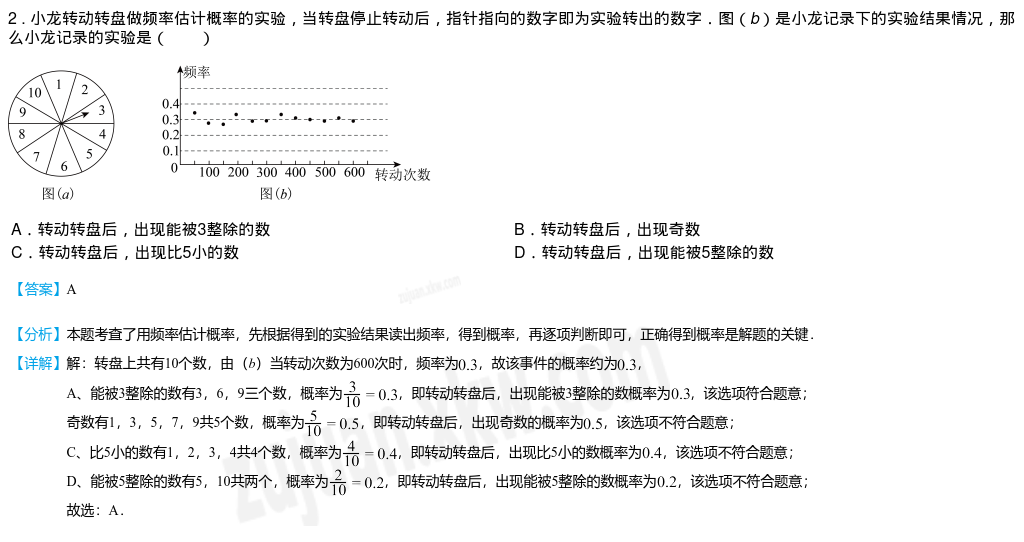 2．小龙转动转盘做频率估计概率的实验，当转盘停止转动后，指针指向的数字即为实验转出的数字．图（b）是小龙记录下的实验结果情况，那
么小龙记录的实验是（　　）
1
2
3
4
5
6
7
8
9
10
图(a)
频率
0.4
0.3
0.2
0.1
0
100 200 300 400 500 600 转动次数
图(b)
A．转动转盘后，出现能被3整除的数
B．转动转盘后，出现奇数
C．转动转盘后，出现比5小的数
D．转动转盘后，出现能被5整除的数
【答案】A
【分析】本题考查了用频率估计概率，先根据得到的实验结果读出频率，得到概率，再逐项判断即可，正确得到概率是解题的关键．
【详解】解：转盘上共有10个数，由（b）当转动次数为600次时，频率为0.3，故该事件的概率约为0.3，
A、能被3整除的数有3，6，9三个数，概率为3/10＝0.3，即转动转盘后，出现能被3整除的数概率为0.3，该选项符合题意；
奇数有1，3，5，7，9共5个数，概率为5/10＝0.5，即转动转盘后，出现奇数的概率为0.5，该选项不符合题意；
C、比5小的数有1，2，3，4共4个数，概率为4/10＝0.4，即转动转盘后，出现比5小的数概率为0.4，该选项不符合题意；
D、能被5整除的数有5，10共两个，概率为2/10＝0.2，即转动转盘后，出现能被5整除的数概率为0.2，该选项不符合题意；
故选：A．
zujuan.xkw.com
zujuan.xkw.com